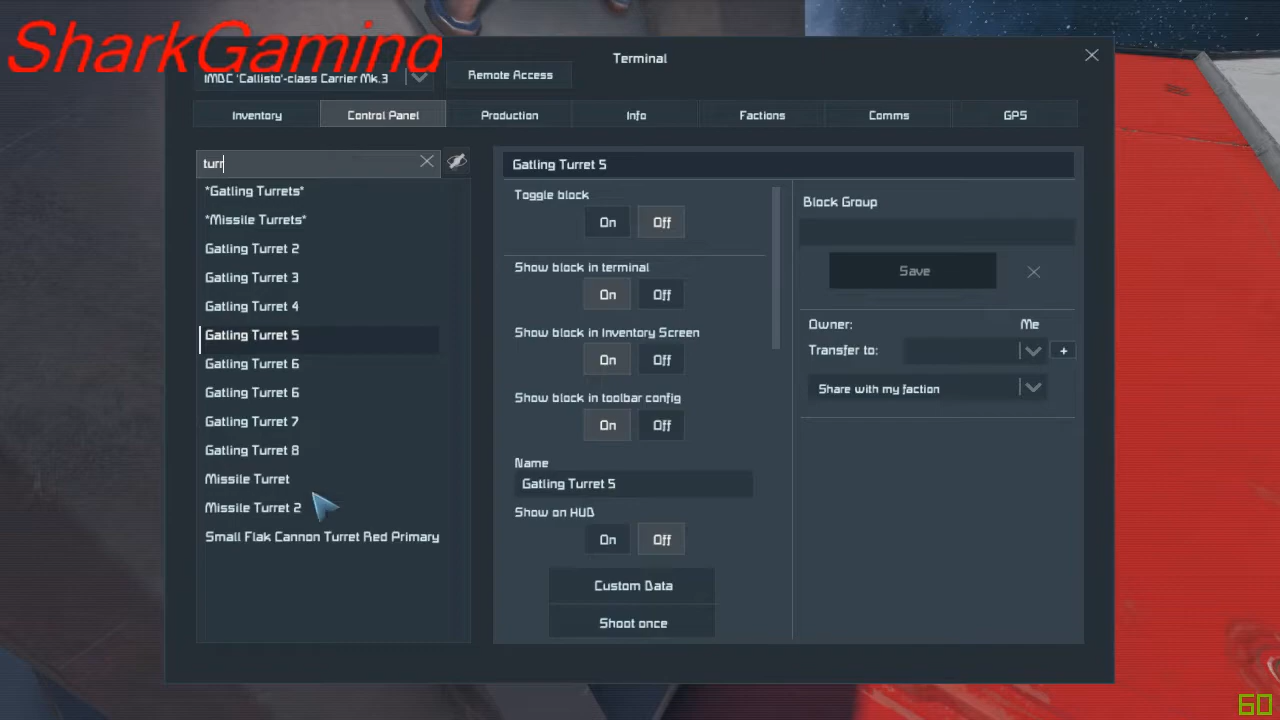 SharkGaming
Terminal
IMBC 'Callisto'-class Carrier Mk.3
Remote Access
Inventory
Control Panel
Production
Info
Factions
Comms
GPS
turr
*Gatling Turrets*
*Missile Turrets*
Gatling Turret 2
Gatling Turret 3
Gatling Turret 4
Gatling Turret 5
Gatling Turret 6
Gatling Turret 6
Gatling Turret 7
Gatling Turret 8
Missile Turret
Missile Turret 2
Small Flak Cannon Turret Red Primary
Gatling Turret 5
Toggle block
On Off
Show block in terminal
On Off
Show block in Inventory Screen
On Off
Show block in toolbar config
On Off
Name
Gatling Turret 5
Show on HUD
On Off
Custom Data
Shoot once
Block Group
Save
Owner: Me
Transfer to:
+
Share with my faction
60